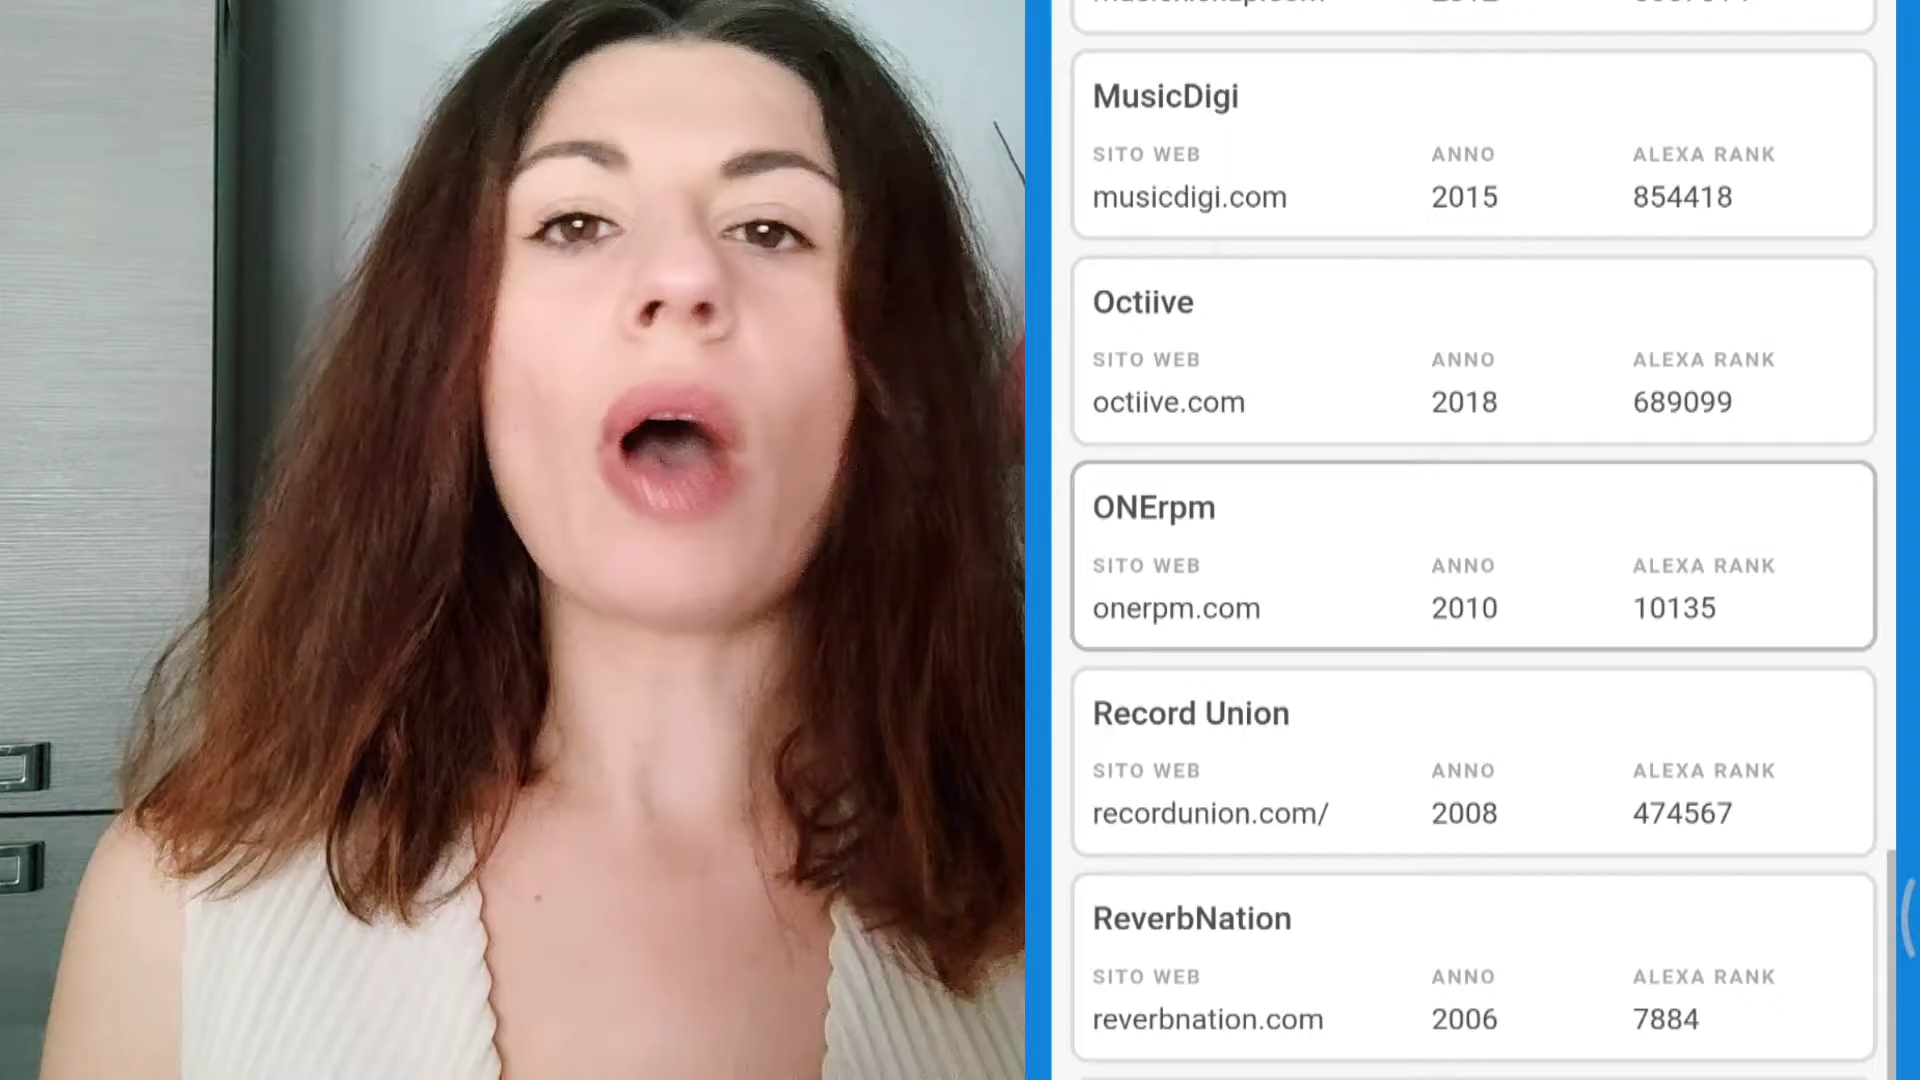 MusicDigi
SITO WEB ANNO ALEXA RANK
musicdigi.com 2015 854418
Octiive
SITO WEB ANNO ALEXA RANK
octiive.com 2018 689099
ONErpm
SITO WEB ANNO ALEXA RANK
onerpm.com 2010 10135
Record Union
SITO WEB ANNO ALEXA RANK
recordunion.com/ 2008 474567
ReverbNation
SITO WEB ANNO ALEXA RANK
reverbnation.com 2006 7884